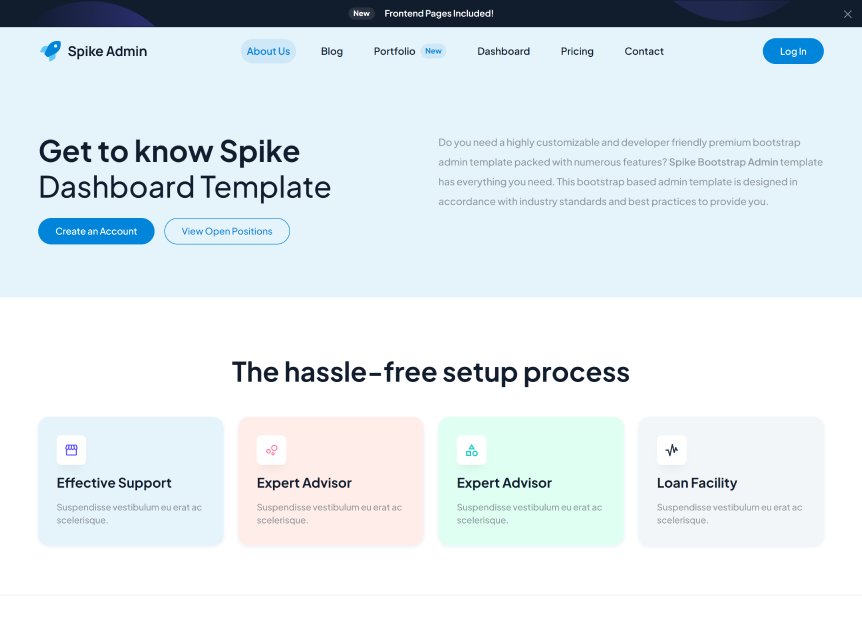 New Frontend Pages Included!
Spike Admin
About Us Blog Portfolio New Dashboard Pricing Contact Log In
Get to know Spike
Dashboard Template
Create an Account View Open Positions
Do you need a highly customizable and developer friendly premium bootstrap
admin template packed with numerous features? Spike Bootstrap Admin template
has everything you need. This bootstrap based admin template is designed in
accordance with industry standards and best practices to provide you.
The hassle-free setup process
Effective Support
Suspendisse vestibulum eu erat ac
scelerisque.
Expert Advisor
Suspendisse vestibulum eu erat ac
scelerisque.
Expert Advisor
Suspendisse vestibulum eu erat ac
scelerisque.
Loan Facility
Suspendisse vestibulum eu erat ac
scelerisque.